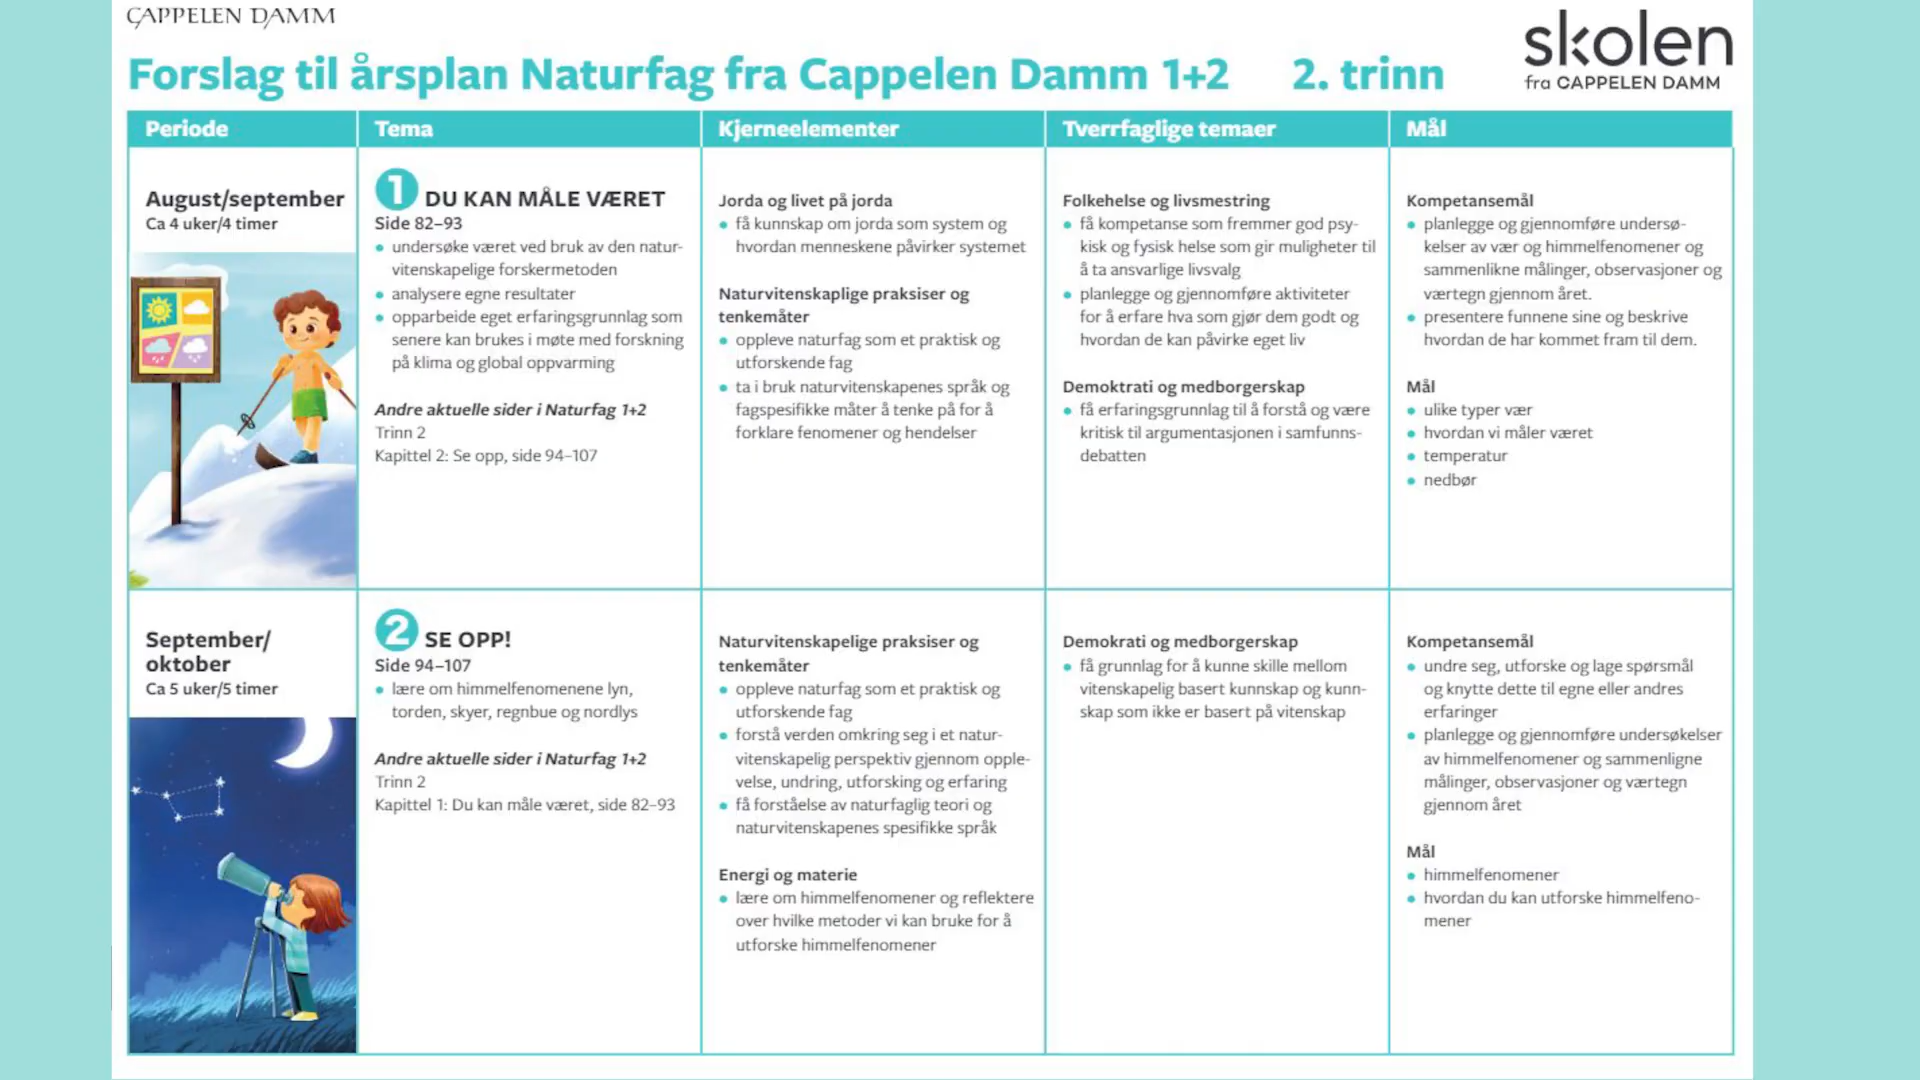 CAPPELEN DAMM
Forslag til årsplan Naturfag fra Cappelen Damm 1+2 2. trinn
skolen
fra CAPPELEN DAMM
Periode
Tema
Kjerneelementer
Tverrfaglige temaer
Mål
August/september
Ca 4 uker/4 timer
1 DU KAN MÅLE VÆRET
Side 82–93
• undersøke været ved bruk av den natur-
vitenskapelige forskermetoden
• analysere egne resultater
• opparbeide eget erfaringsgrunnlag som
senere kan brukes i møte med forskning
på klima og global oppvarming
Andre aktuelle sider i Naturfag 1+2
Trinn 2
Kapittel 2: Se opp, side 94–107
Jorda og livet på jorda
• få kunnskap om jorda som system og
hvordan menneskene påvirker systemet
Naturvitenskaplige praksiser og
tenkemåter
• oppleve naturfag som et praktisk og
utforskende fag
• ta i bruk naturvitenskapenes språk og
fagspesifikke måter å tenke på for å
forklare fenomener og hendelser
Folkehelse og livsmestring
• få kompetanse som fremmer god psy-
kisk og fysisk helse som gir muligheter til
å ta ansvarlige livsvalg
• planlegge og gjennomføre aktiviteter
for å erfare hva som gjør dem godt og
hvordan de kan påvirke eget liv
Demoktrati og medborgerskap
• få erfaringsgrunnlag til å forstå og være
kritisk til argumentasjonen i samfunns-
debatten
Kompetansemål
• planlegge og gjennomføre undersø-
kelser av vær og himmelfenomener og
sammenlikne målinger, observasjoner og
værtegn gjennom året.
• presentere funnene sine og beskrive
hvordan de har kommet fram til dem.
Mål
• ulike typer vær
• hvordan vi måler været
• temperatur
• nedbør
September/
oktober
Ca 5 uker/5 timer
2 SE OPP!
Side 94–107
• lære om himmelfenomenene lyn,
torden, skyer, regnbue og nordlys
Andre aktuelle sider i Naturfag 1+2
Trinn 2
Kapittel 1: Du kan måle været, side 82–93
Naturvitenskapelige praksiser og
tenkemåter
• oppleve naturfag som et praktisk og
utforskende fag
• forstå verden omkring seg i et natur-
vitenskapelig perspektiv gjennom opple-
velse, undring, utforsking og erfaring
• få forståelse av naturfaglig teori og
naturvitenskapenes spesifikke språk
Energi og materie
• lære om himmelfenomener og reflektere
over hvilke metoder vi kan bruke for å
utforske himmelfenomener
Demokrati og medborgerskap
• få grunnlag for å kunne skille mellom
vitenskapelig basert kunnskap og kunn-
skap som ikke er basert på vitenskap
Kompetansemål
• undre seg, utforske og lage spørsmål
og knytte dette til egne eller andres
erfaringer
• planlegge og gjennomføre undersøkelser
av himmelfenomener og sammenligne
målinger, observasjoner og værtegn
gjennom året
Mål
• himmelfenomener
• hvordan du kan utforske himmelfeno-
mener